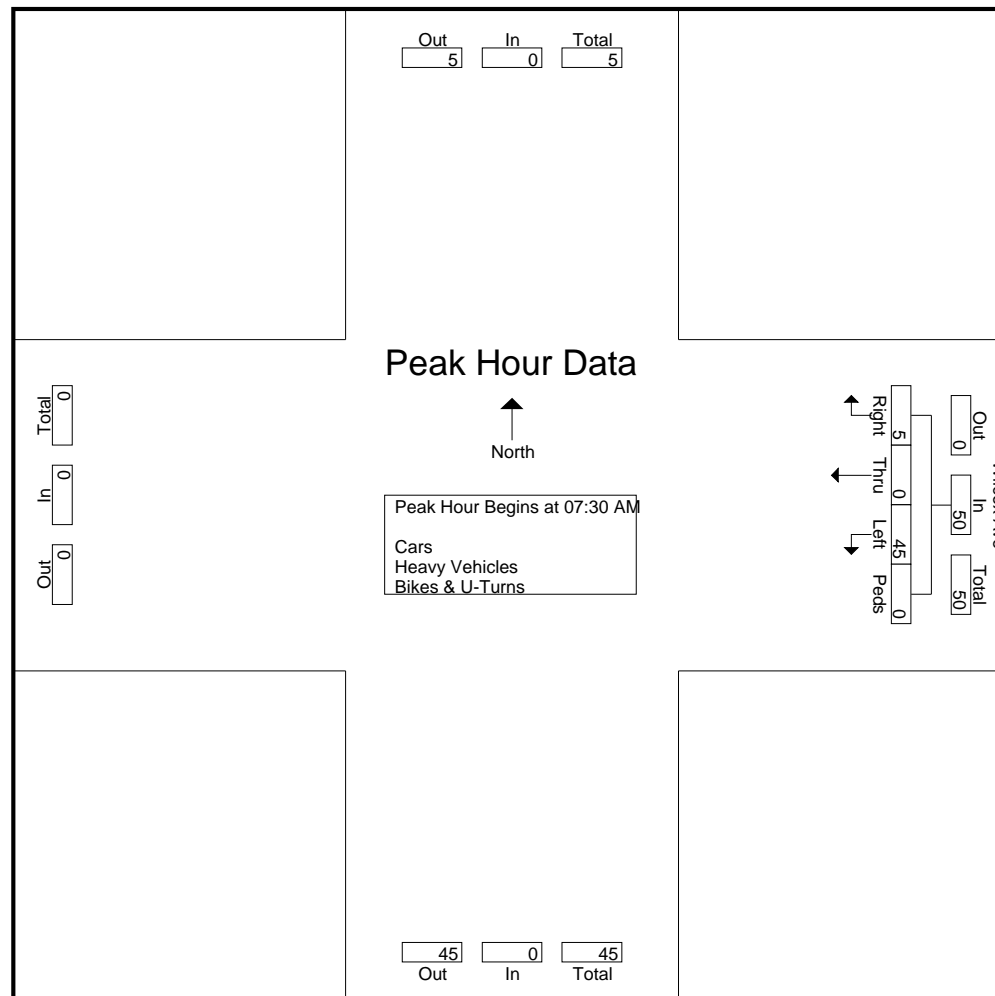 Out In Total
5 0 5
Peak Hour Data
North
Peak Hour Begins at 07:30 AM
Cars
Heavy Vehicles
Bikes & U-Turns
Total In Out
0 0 0
Right Thru Left Peds
5 0 45 0
Out In Total
0 50 50
45 0 45
Out In Total